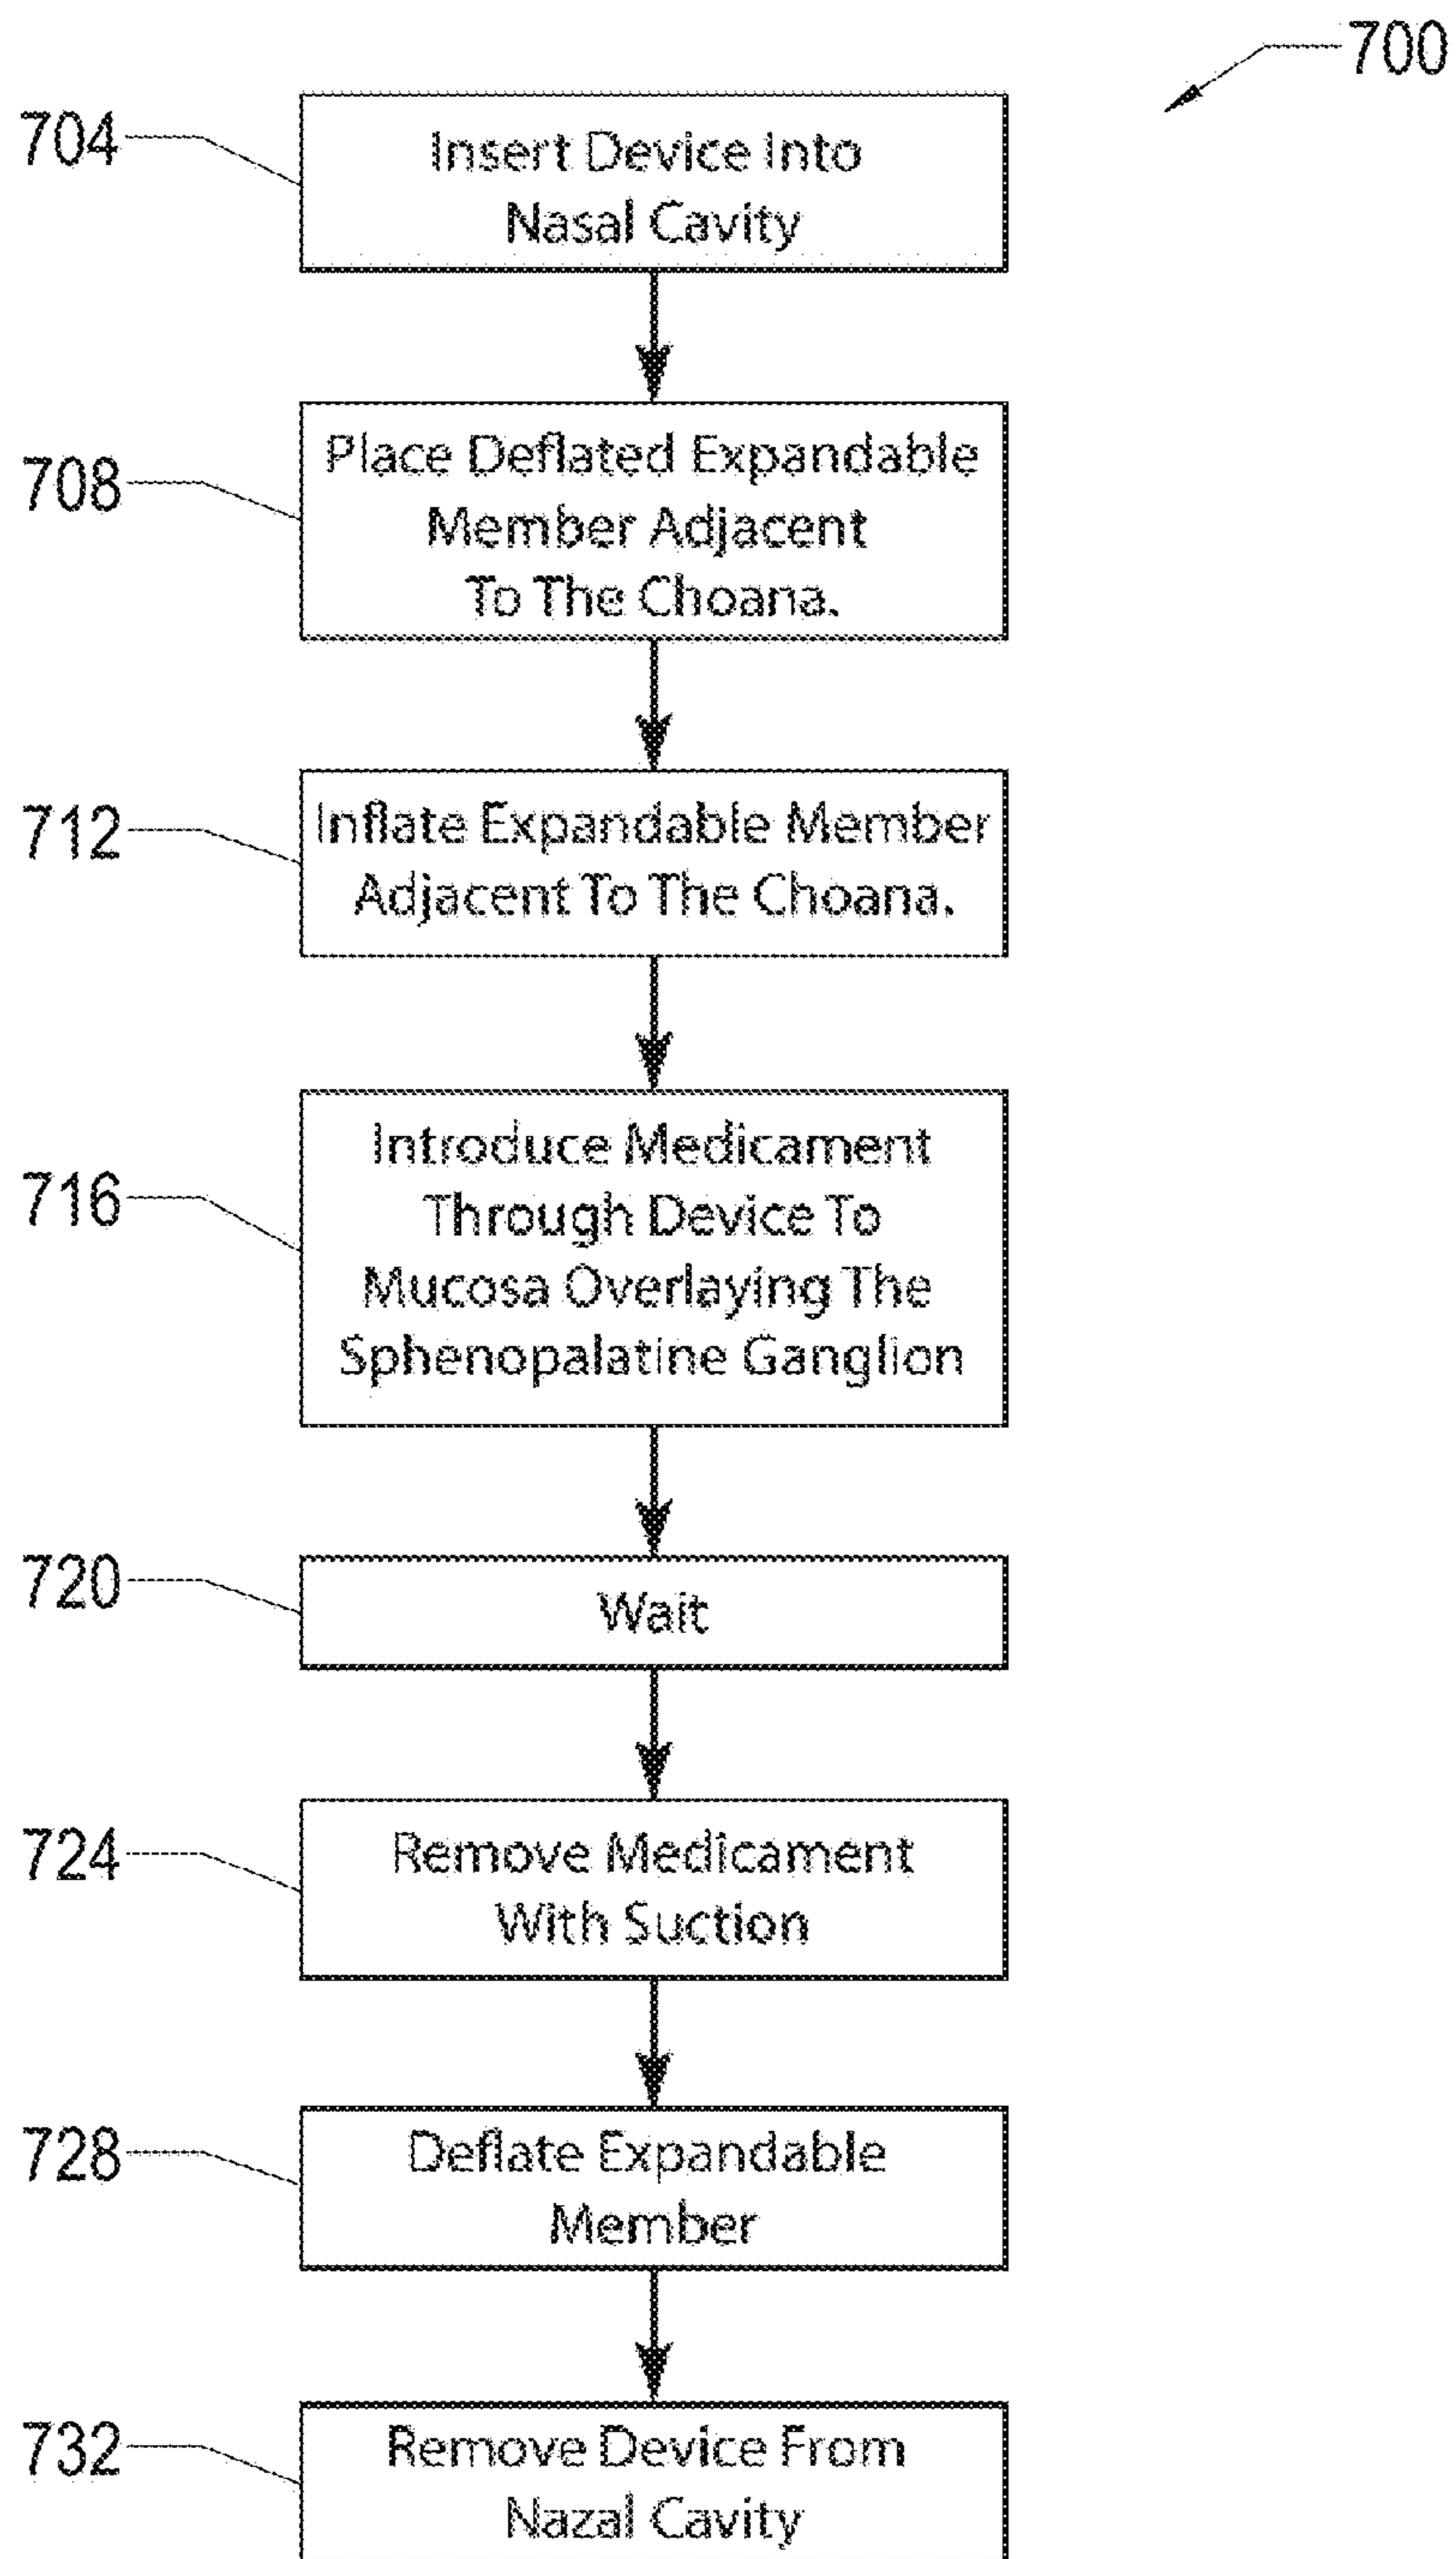 700
704
Insert Device Into
Nasal Cavity
708
Place Deflated Expandable
Member Adjacent
To The Choana.
712
Inflate Expandable Member
Adjacent To The Choana.
716
Introduce Medicament
Through Device To
Mucosa Overlaying The
Sphenopalatine Ganglion
720
Wait
724
Remove Medicament
With Suction
728
Deflate Expandable
Member
732
Remove Device From
Nazal Cavity